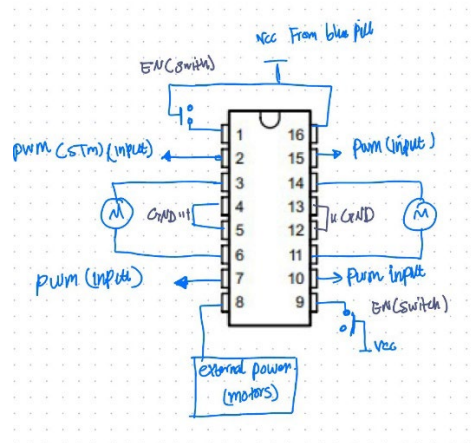 Vcc From blue pill
EN(Switch)
1 16
PWM (STM) (input) 2 15 Pwm (input)
3 14
M GND 4 13 GND M
5 12
6 11
pwm (input) 7 10 Pwm input
8 9 EN(Switch)
Vcc
external power.
(motors)